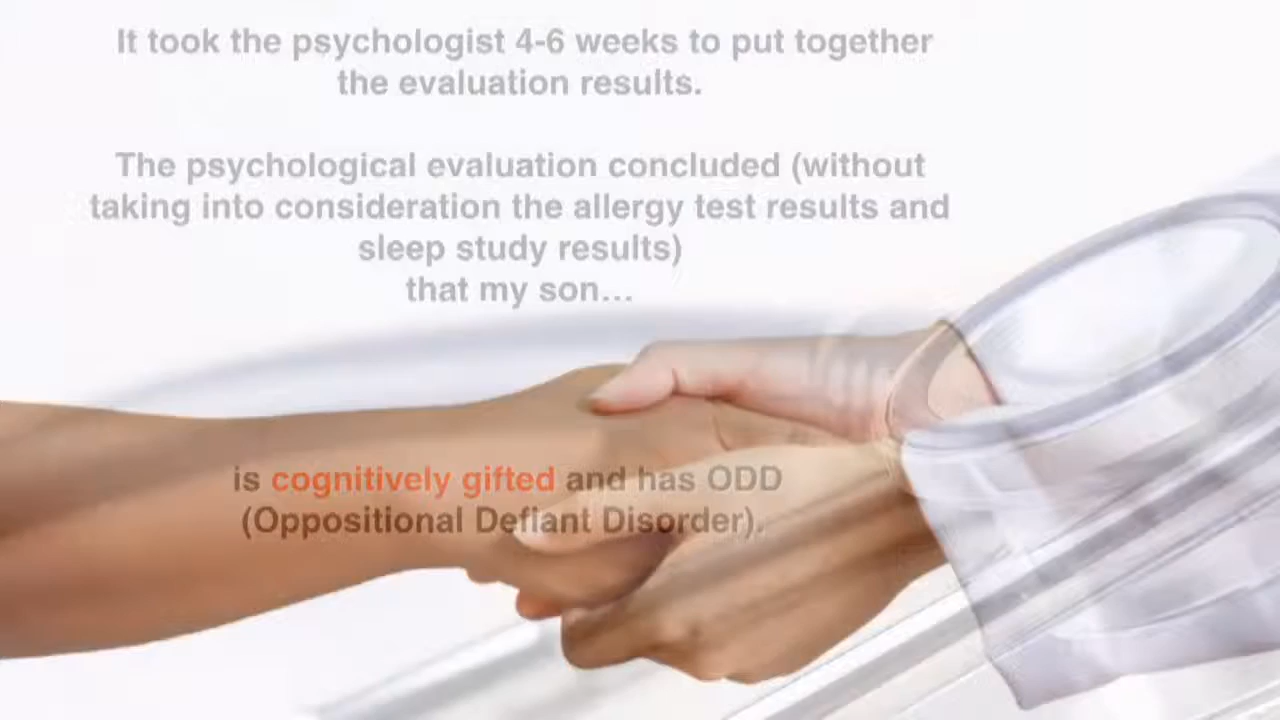 It took the psychologist 4-6 weeks to put together
the evaluation results.
The psychological evaluation concluded (without
taking into consideration the allergy test results and
sleep study results)
that my son…
is cognitively gifted and has ODD
(Oppositional Defiant Disorder).